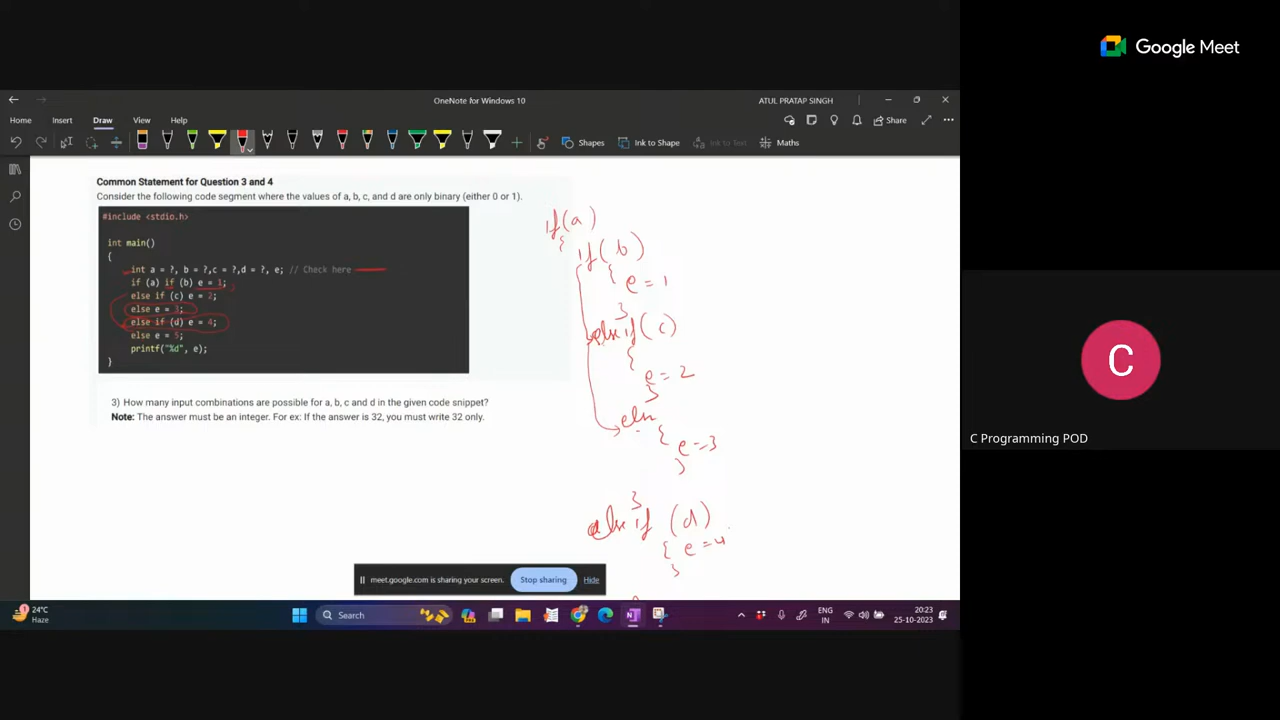 Google Meet
OneNote for Windows 10
ATUL PRATAP SINGH
Home Insert Draw View Help
Share
Shapes Ink to Shape Ink to Text Maths
Common Statement for Question 3 and 4
Consider the following code segment where the values of a, b, c, and d are only binary (either 0 or 1).
#include <stdio.h>
int main()
{
int a = ?, b = ?,c = ?,d = ?, e; // Check here
if (a) if (b) e = 1;
else if (c) e = 2;
else e = 3;
else if (d) e = 4;
else e = 5;
printf("%d", e);
}
3) How many input combinations are possible for a, b, c and d in the given code snippet?
Note: The answer must be an integer. For ex: If the answer is 32, you must write 32 only.
if(a)
{
if(b)
{
e = 1
}
else if(c)
{
e = 2
}
else
{
e = 3
}
}
else if (d)
{ e = 4
}
C Programming POD
meet.google.com is sharing your screen. Stop sharing Hide
1
24°C
Haze
Search
ENG
IN
20:23
25-10-2023
C